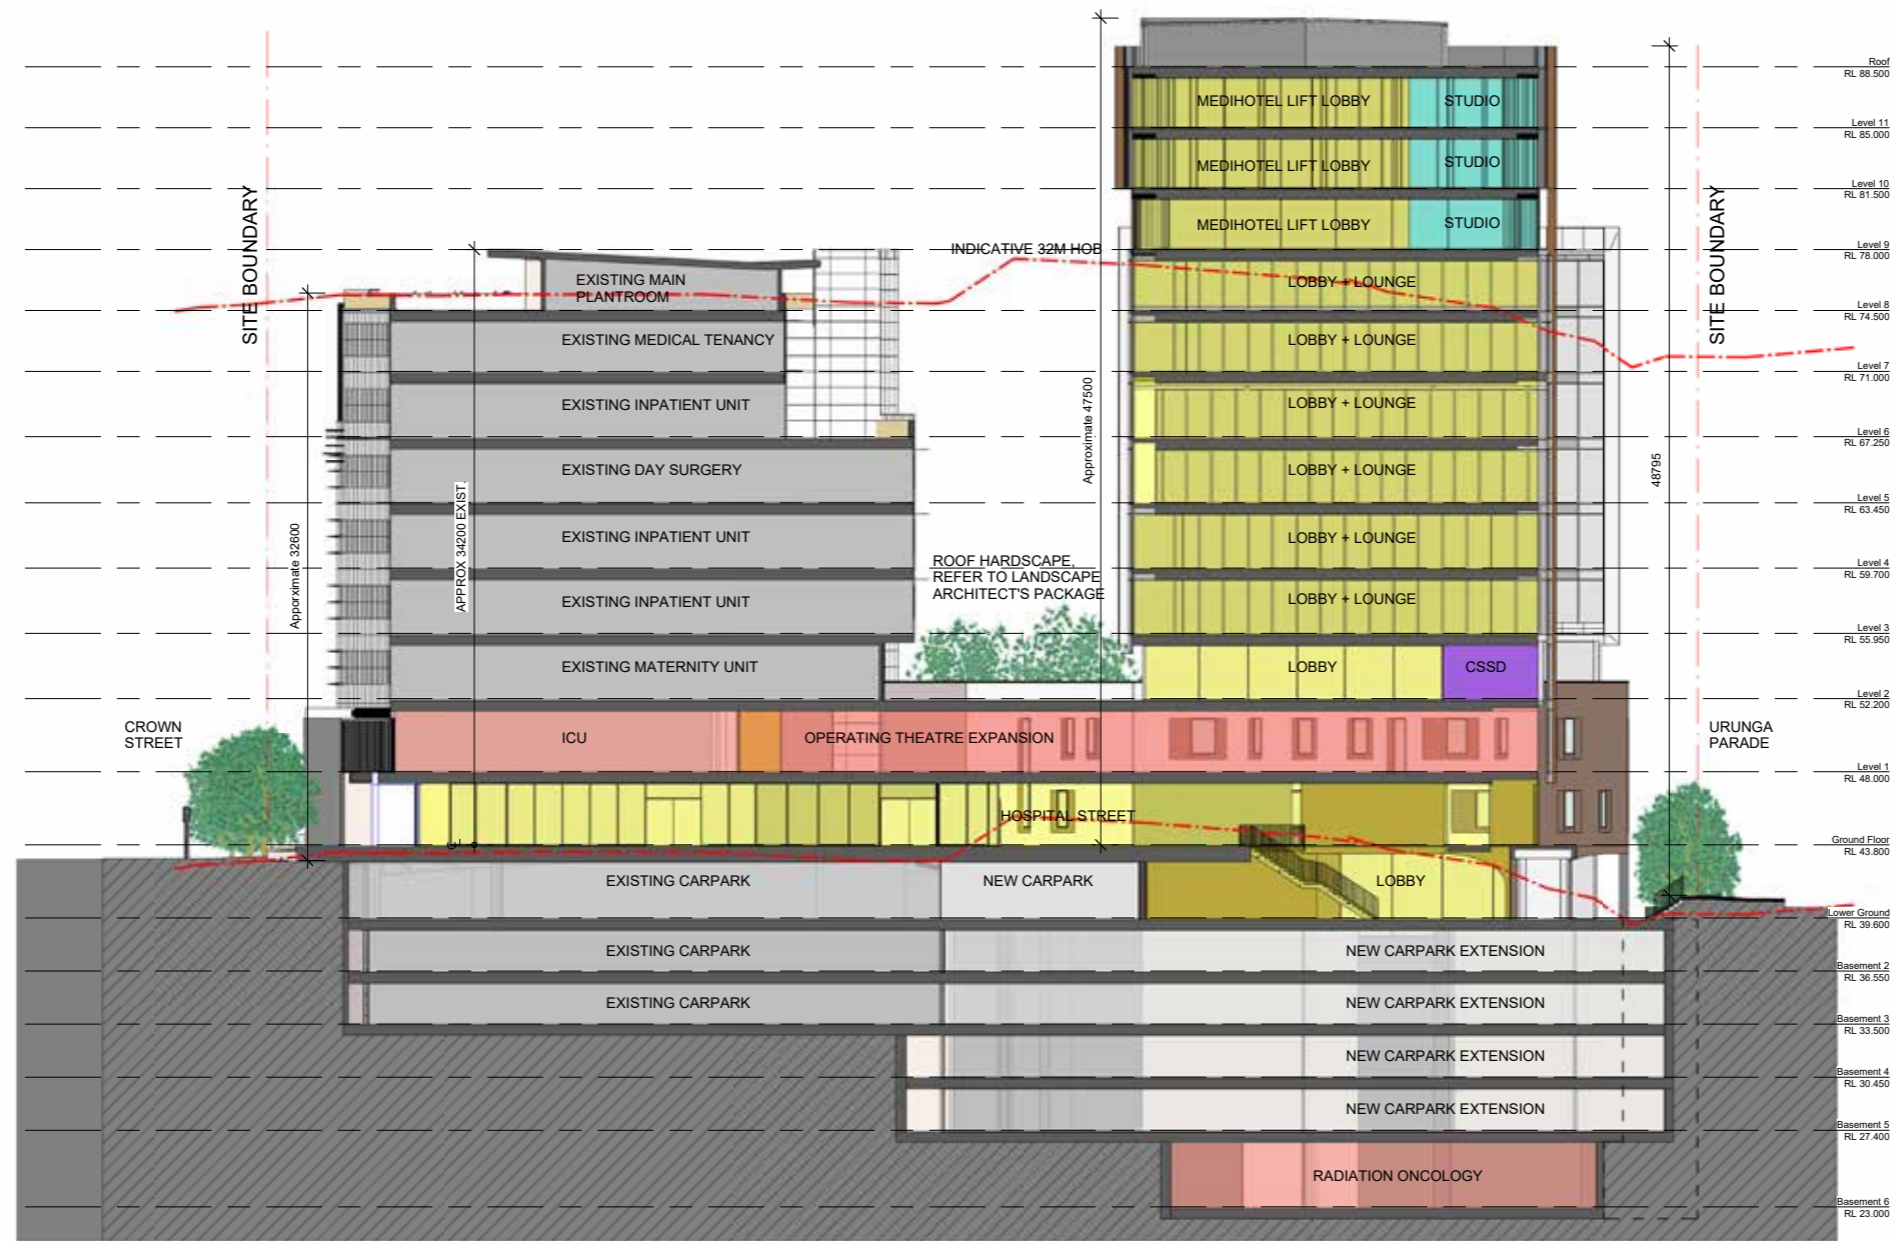 Roof
RL 88.500
MEDIHOTEL LIFT LOBBY
STUDIO
Level 11
RL 85.000
MEDIHOTEL LIFT LOBBY
STUDIO
Level 10
RL 81.500
SITE BOUNDARY
SITE BOUNDARY
MEDIHOTEL LIFT LOBBY
STUDIO
INDICATIVE 32M HOB
Level 9
RL 78.000
EXISTING MAIN
PLANTROOM
LOBBY + LOUNGE
Level 8
RL 74.500
EXISTING MEDICAL TENANCY
LOBBY + LOUNGE
Level 7
RL 71.000
EXISTING INPATIENT UNIT
Approximate 47500
LOBBY + LOUNGE
Level 6
RL 67.250
EXISTING DAY SURGERY
LOBBY + LOUNGE
48795
Level 5
RL 63.450
Apporximate 32600
APPROX 34200 EXIST.
EXISTING INPATIENT UNIT
LOBBY + LOUNGE
ROOF HARDSCAPE,
REFER TO LANDSCAPE
ARCHITECT'S PACKAGE
Level 4
RL 59.700
EXISTING INPATIENT UNIT
LOBBY + LOUNGE
Level 3
RL 55.950
EXISTING MATERNITY UNIT
LOBBY
CSSD
Level 2
RL 52.200
CROWN
STREET
ICU
OPERATING THEATRE EXPANSION
URUNGA
PARADE
Level 1
RL 48.000
HOSPITAL STREET
Ground Floor
RL 43.800
EXISTING CARPARK
NEW CARPARK
LOBBY
Lower Ground
RL 39.600
EXISTING CARPARK
NEW CARPARK EXTENSION
Basement 2
RL 36.550
EXISTING CARPARK
NEW CARPARK EXTENSION
Basement 3
RL 33.500
NEW CARPARK EXTENSION
Basement 4
RL 30.450
NEW CARPARK EXTENSION
Basement 5
RL 27.400
RADIATION ONCOLOGY
Basement 6
RL 23.000